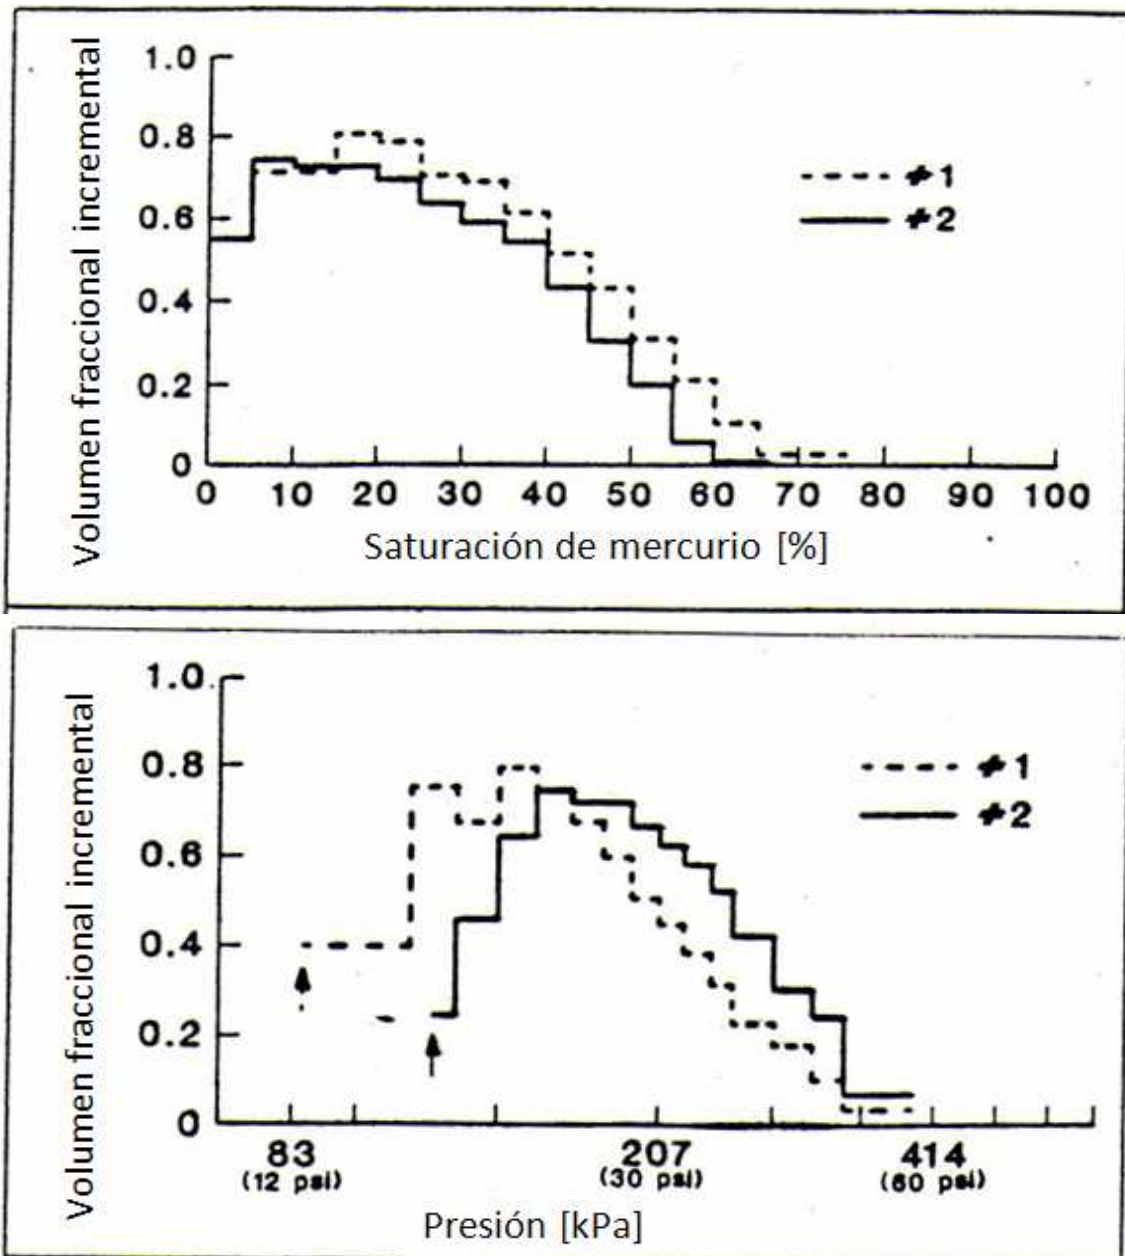 Volumen fraccional incremental
1.0
0.8
0.6
0.4
0.2
0
#1
#2
0 10 20 30 40 50 60 70 80 90 100
Saturación de mercurio [%]
Volumen fraccional incremental
1.0
0.8
0.6
0.4
0.2
0
#1
#2
83 207 414
(12 psi) (30 psi) (60 psi)
Presión [kPa]